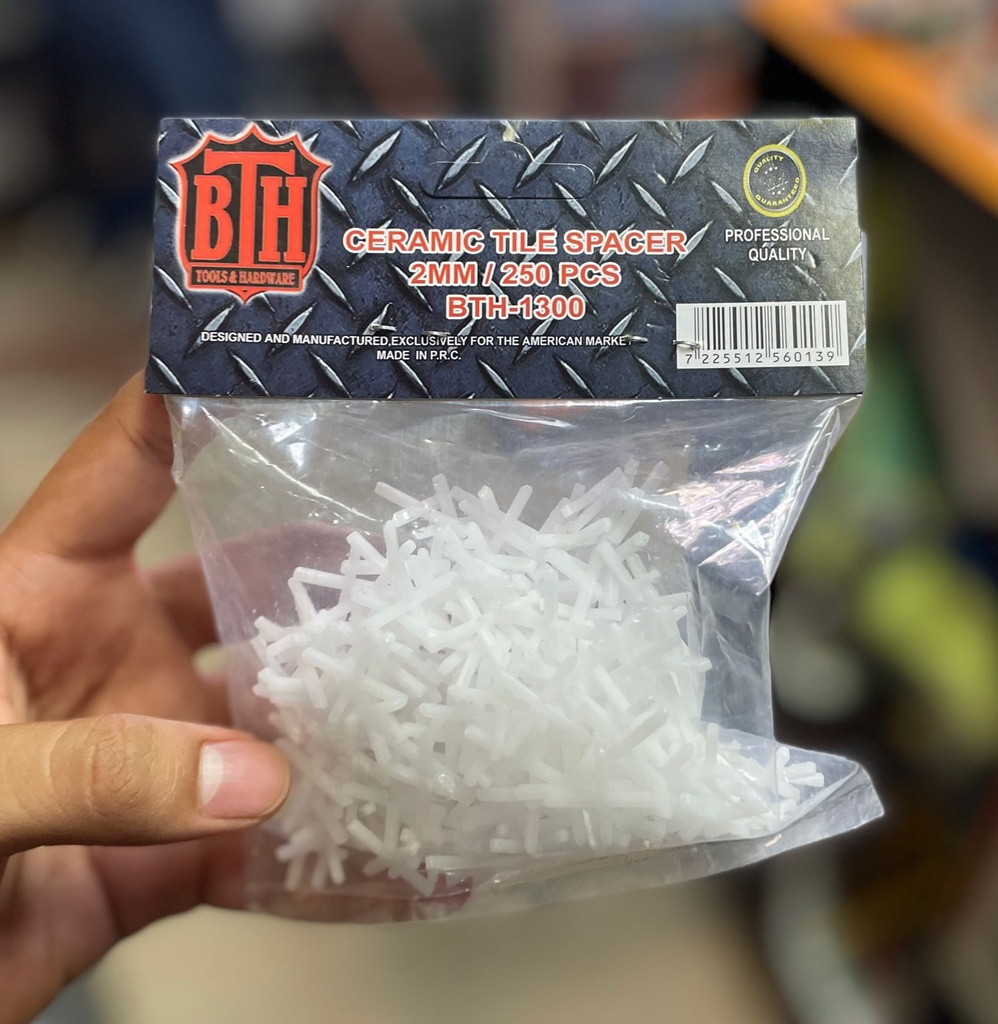 BTH
TOOLS & HARDWARE
CERAMIC TILE SPACER
2MM / 250 PCS
BTH-1300
DESIGNED AND MANUFACTURED,EXCLUSIVELY FOR THE AMERICAN MARKE
MADE IN P.R.C.
QUALITY
GUARANTEED
PROFESSIONAL
QUALITY
7 225512 560139